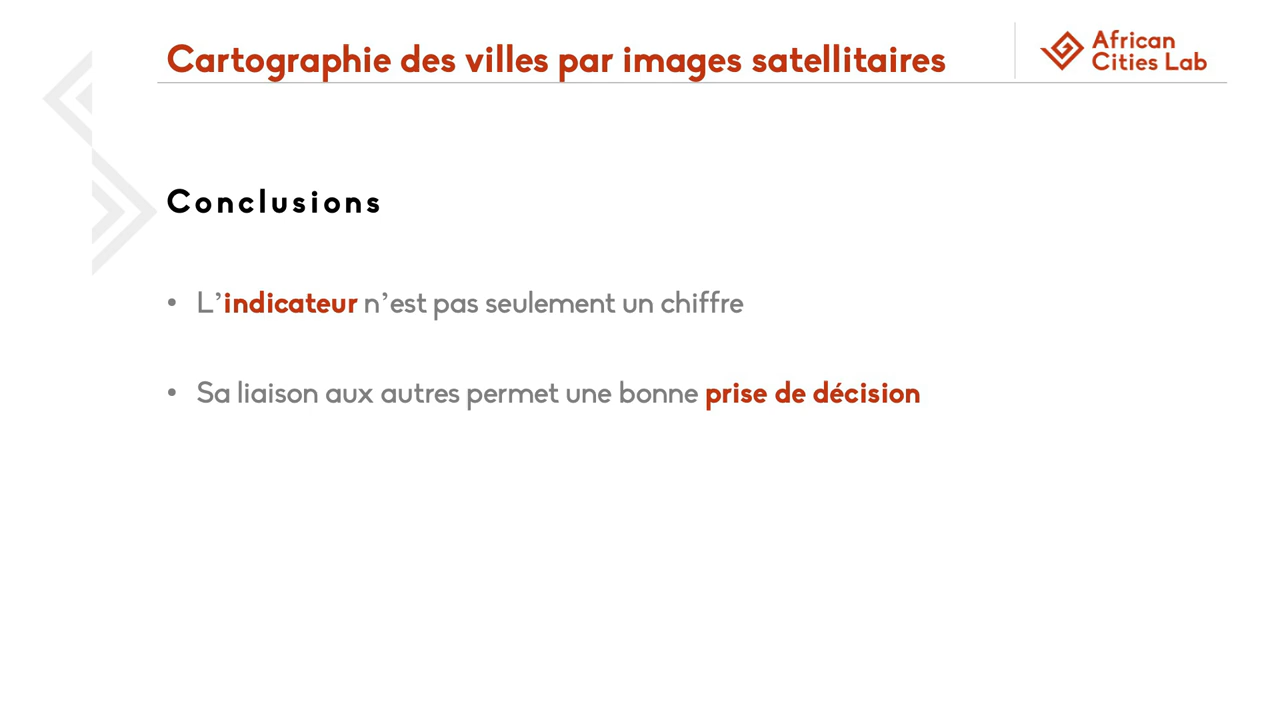 Cartographie des villes par images satellitaires
African
Cities Lab
Conclusions
• L’indicateur n’est pas seulement un chiffre
• Sa liaison aux autres permet une bonne prise de décision